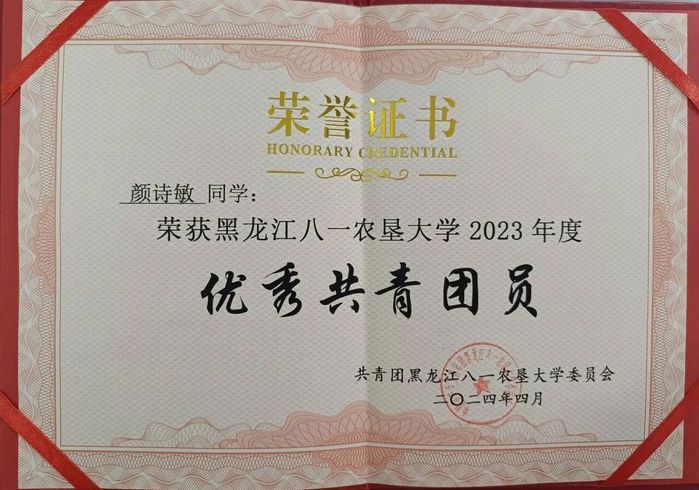 荣誉证书
HONORARY CREDENTIAL
颜诗敏 同学：
荣获黑龙江八一农垦大学 2023 年度
优秀共青团员
共青团黑龙江八一农垦大学委员会
二〇二四年四月